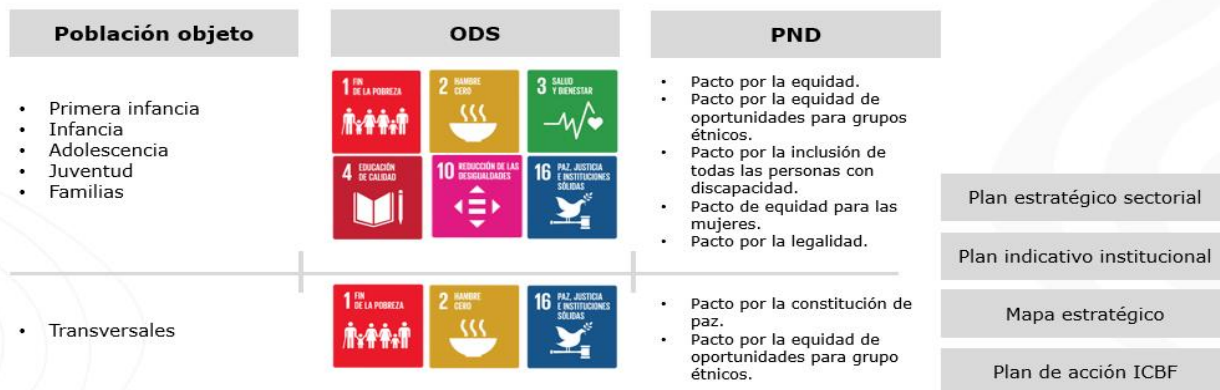 Población objeto
ODS
PND
• Primera infancia
• Infancia
• Adolescencia
• Juventud
• Familias
1 FIN
DE LA POBREZA
2 HAMBRE
CERO
3 SALUD
Y BIENESTAR
4 EDUCACIÓN
DE CALIDAD
10 REDUCCIÓN DE LAS
DESIGUALDADES
16 PAZ, JUSTICIA
E INSTITUCIONES
SÓLIDAS
• Pacto por la equidad.
• Pacto por la equidad de
oportunidades para grupos
étnicos.
• Pacto por la inclusión de
todas las personas con
discapacidad.
• Pacto de equidad para las
mujeres.
• Pacto por la legalidad.
• Transversales
1 FIN
DE LA POBREZA
2 HAMBRE
CERO
16 PAZ, JUSTICIA
E INSTITUCIONES
SÓLIDAS
• Pacto por la constitución de
paz.
• Pacto por la equidad de
oportunidades para grupo
étnicos.
Plan estratégico sectorial
Plan indicativo institucional
Mapa estratégico
Plan de acción ICBF